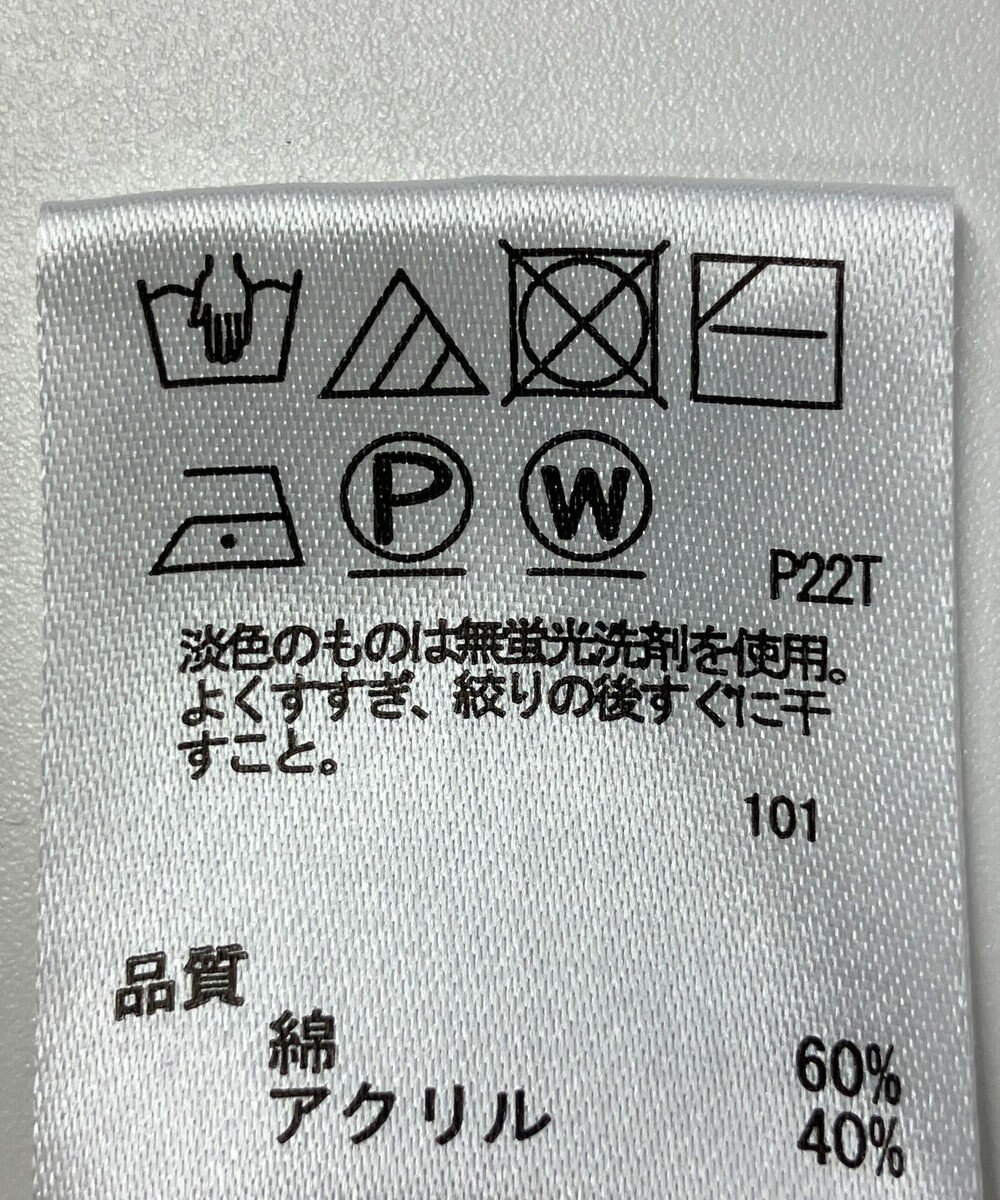 P
W
P22T
淡色のものは無蛍光洗剤を使用。
よくすすぎ、絞りの後すぐに干
すこと。
101
品質
綿 60%
アクリル 40%